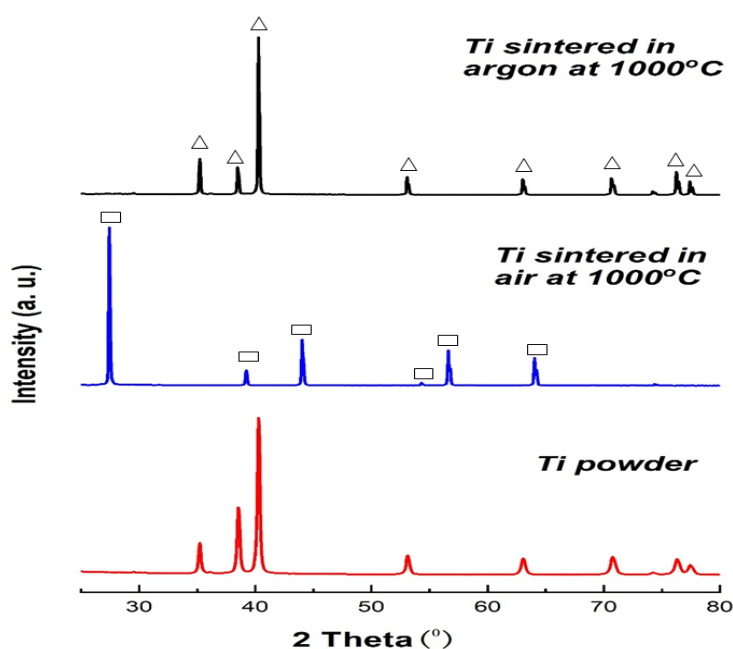 Ti sintered in
argon at 1000°C
Ti sintered in
air at 1000°C
Intensity (a. u.)
Ti powder
30 40 50 60 70 80
2 Theta (°)